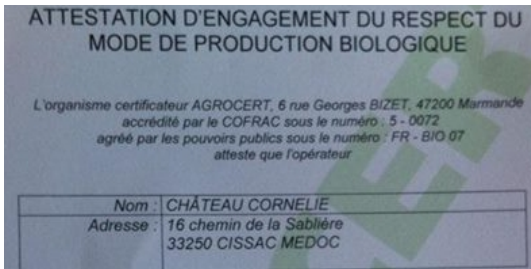 ATTESTATION D'ENGAGEMENT DU RESPECT DU
MODE DE PRODUCTION BIOLOGIQUE
L'organisme certificateur AGROCERT, 6 rue Georges BIZET, 47200 Marmande
accrédité par le COFRAC sous le numéro : 5 - 0072
agréé par les pouvoirs publics sous le numéro : FR - BIO 07
atteste que l'opérateur
Nom : CHÂTEAU CORNELIE
Adresse : 16 chemin de la Sablière
33250 CISSAC MEDOC